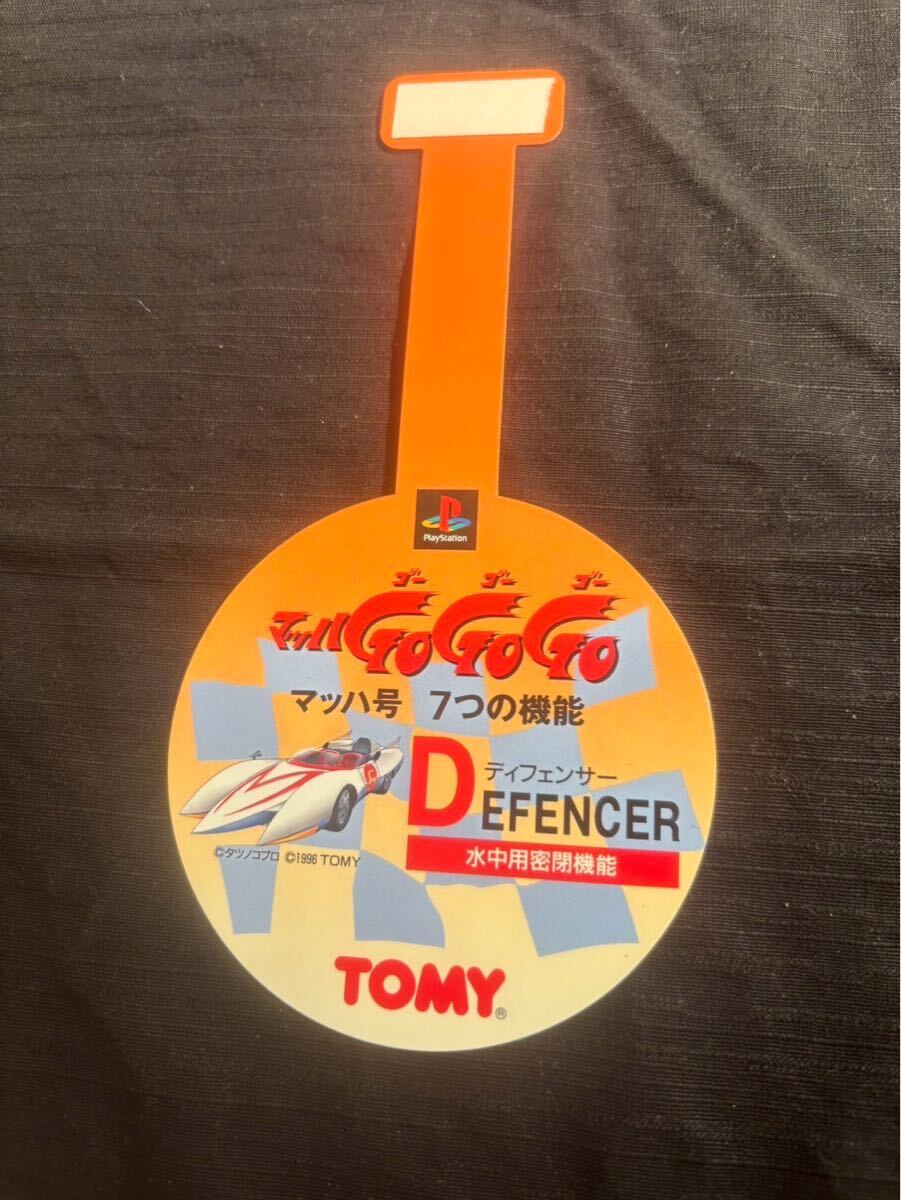 PlayStation
ゴー ゴー ゴー
マッハGoGoGo
マッハ号 7つの機能
ディフェンサー
DEFENCER
水中用密閉機能
©タツノコプロ ©1996 TOMY
TOMY®